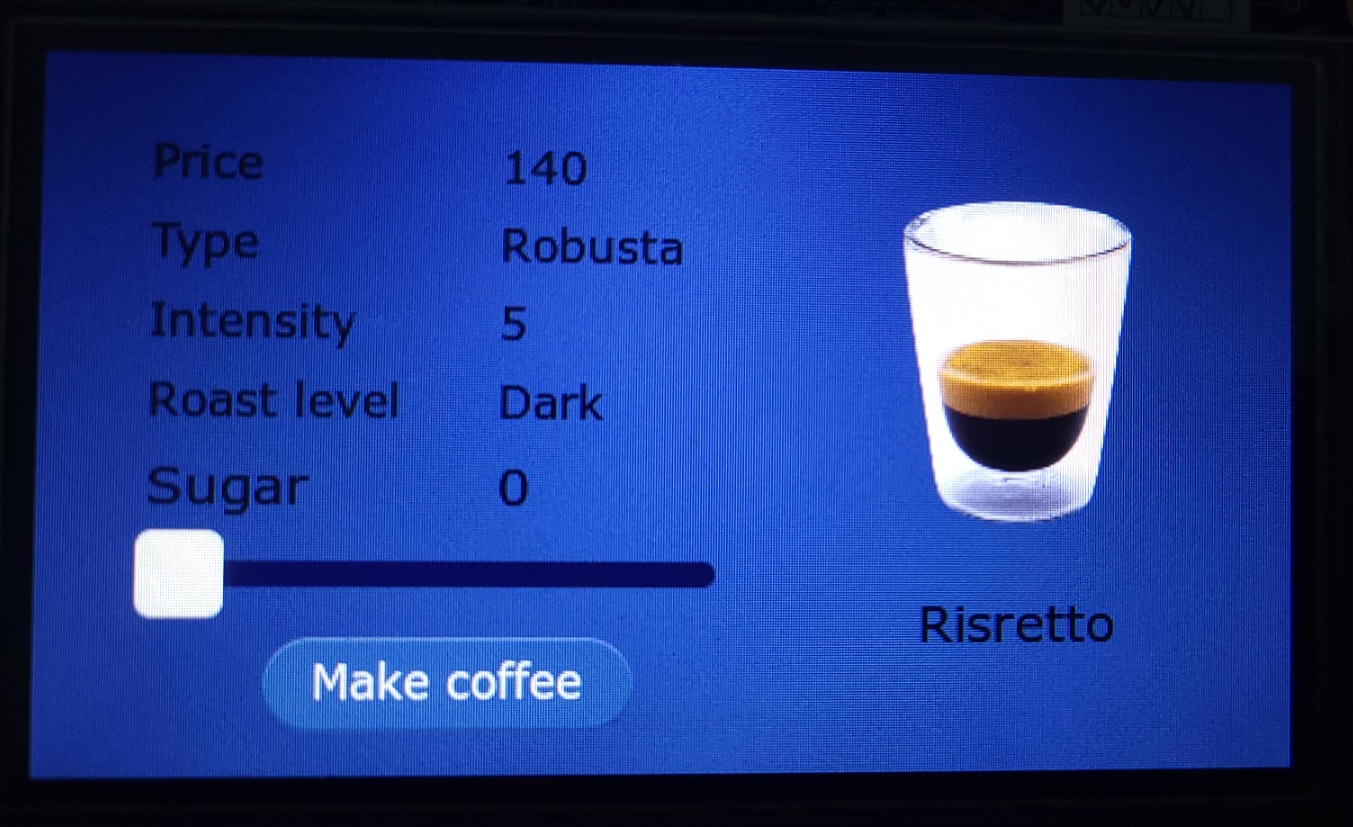 Price 140
Type Robusta
Intensity 5
Roast level Dark
Sugar 0
Make coffee
Risretto